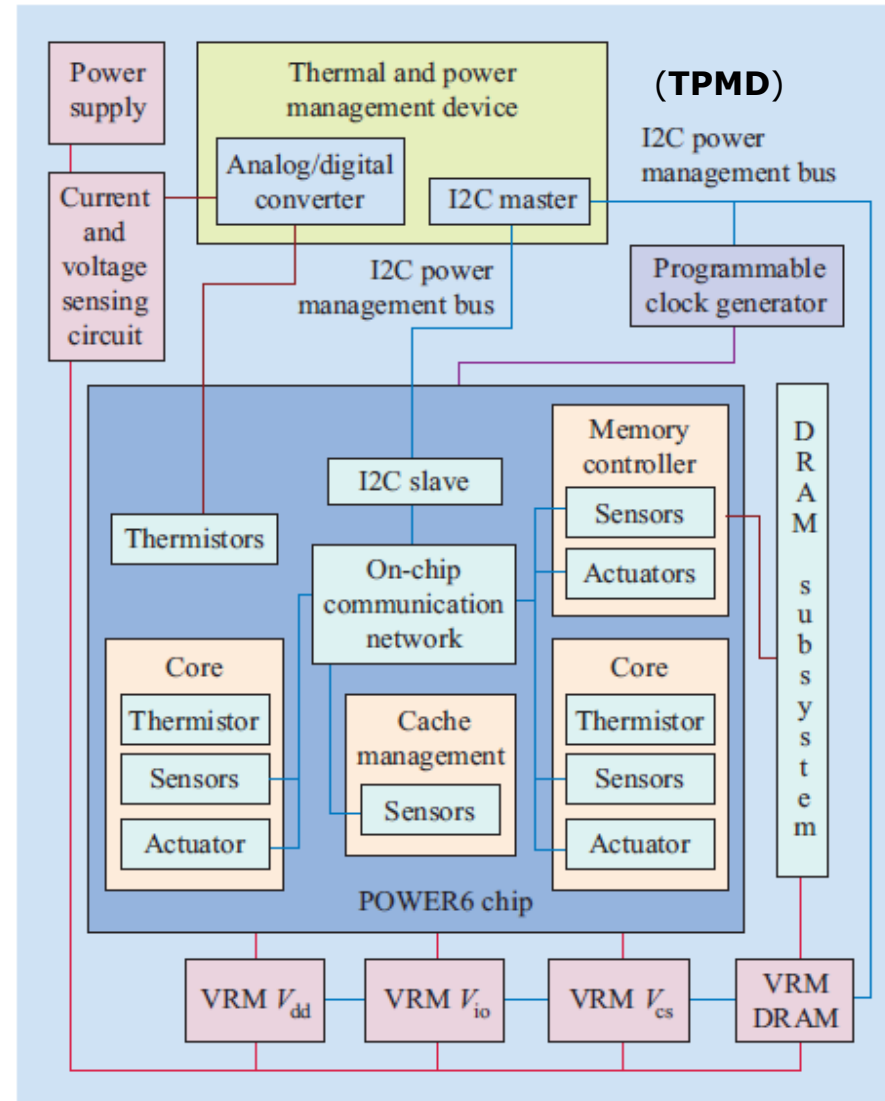 Power
supply
Thermal and power
management device
(TPMD)
I2C power
management bus
Analog/digital
converter
I2C master
Current
and
voltage
sensing
circuit
I2C power
management bus
Programmable
clock generator
Memory
controller
Sensors
Actuators
I2C slave
Thermistors
On-chip
communication
network
D
R
A
M
s
u
b
s
y
s
t
e
m
Core
Thermistor
Sensors
Actuator
Cache
management
Sensors
Core
Thermistor
Sensors
Actuator
POWER6 chip
VRM Vdd
VRM Vio
VRM Vcs
VRM
DRAM